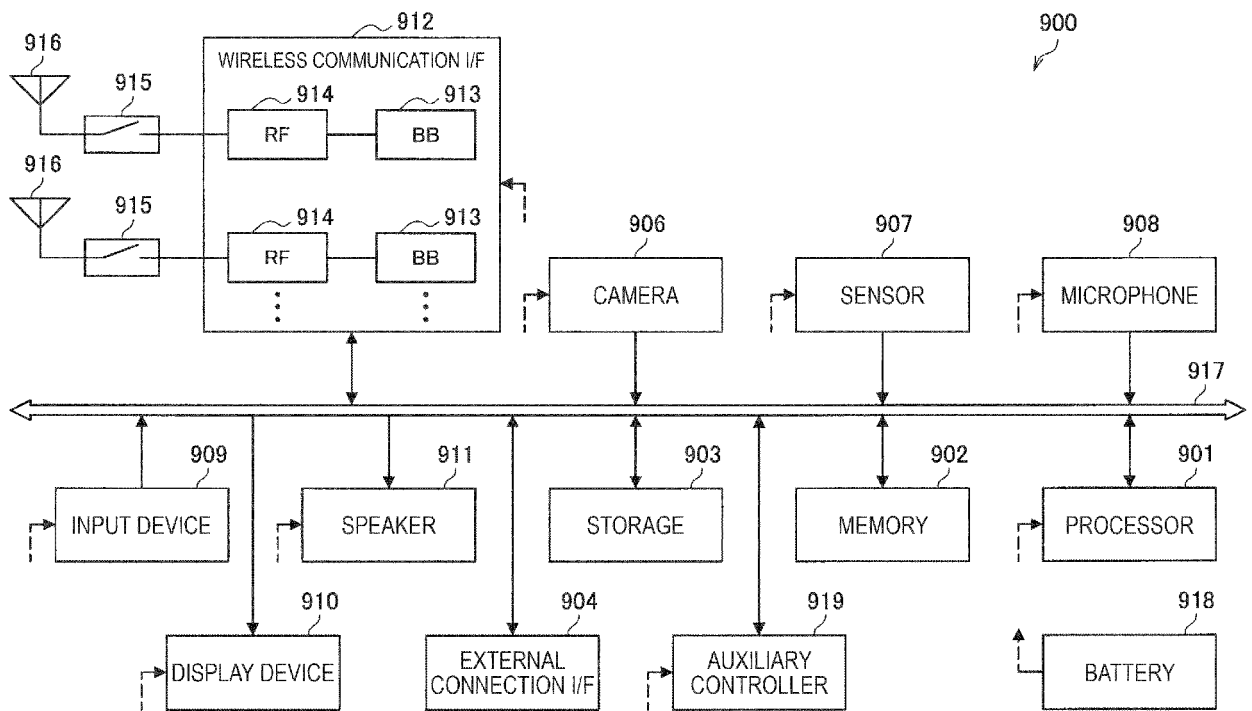 900
912
WIRELESS COMMUNICATION I/F
916
915
914
913
RF
BB
916
915
914
913
RF
BB
906
CAMERA
907
SENSOR
908
MICROPHONE
917
909
INPUT DEVICE
911
SPEAKER
903
STORAGE
902
MEMORY
901
PROCESSOR
910
DISPLAY DEVICE
904
EXTERNAL
CONNECTION I/F
919
AUXILIARY
CONTROLLER
918
BATTERY